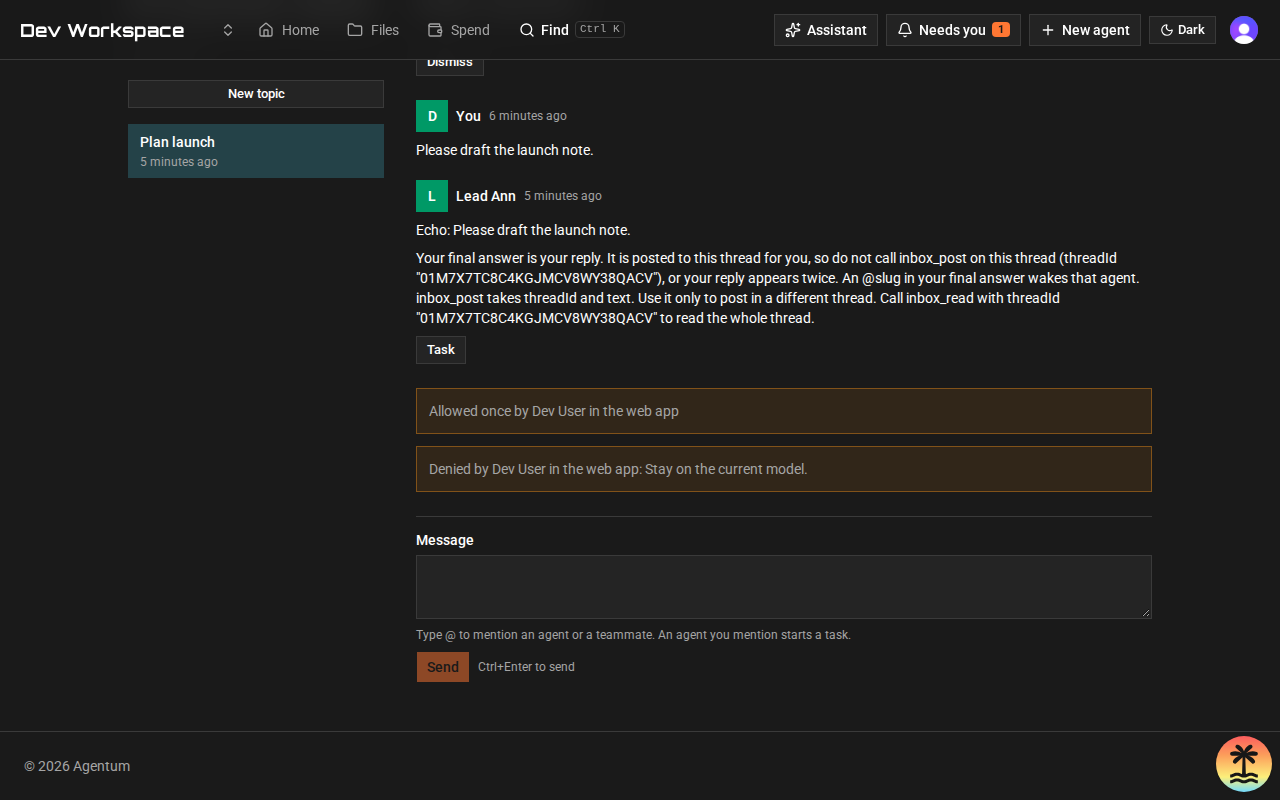 Dev Workspace
Home
Files
Spend
Find
Ctrl K
Assistant
Needs you 1
New agent
Dark
New topic
Plan launch
5 minutes ago
Dismiss
D
You 6 minutes ago
Please draft the launch note.
L
Lead Ann 5 minutes ago
Echo: Please draft the launch note.
Your final answer is your reply. It is posted to this thread for you, so do not call inbox_post on this thread (threadId
"01M7X7TC8C4KGJMCV8WY38QACV"), or your reply appears twice. An @slug in your final answer wakes that agent.
inbox_post takes threadId and text. Use it only to post in a different thread. Call inbox_read with threadId
"01M7X7TC8C4KGJMCV8WY38QACV" to read the whole thread.
Task
Allowed once by Dev User in the web app
Denied by Dev User in the web app: Stay on the current model.
Message
Type @ to mention an agent or a teammate. An agent you mention starts a task.
Send
Ctrl+Enter to send
© 2026 Agentum